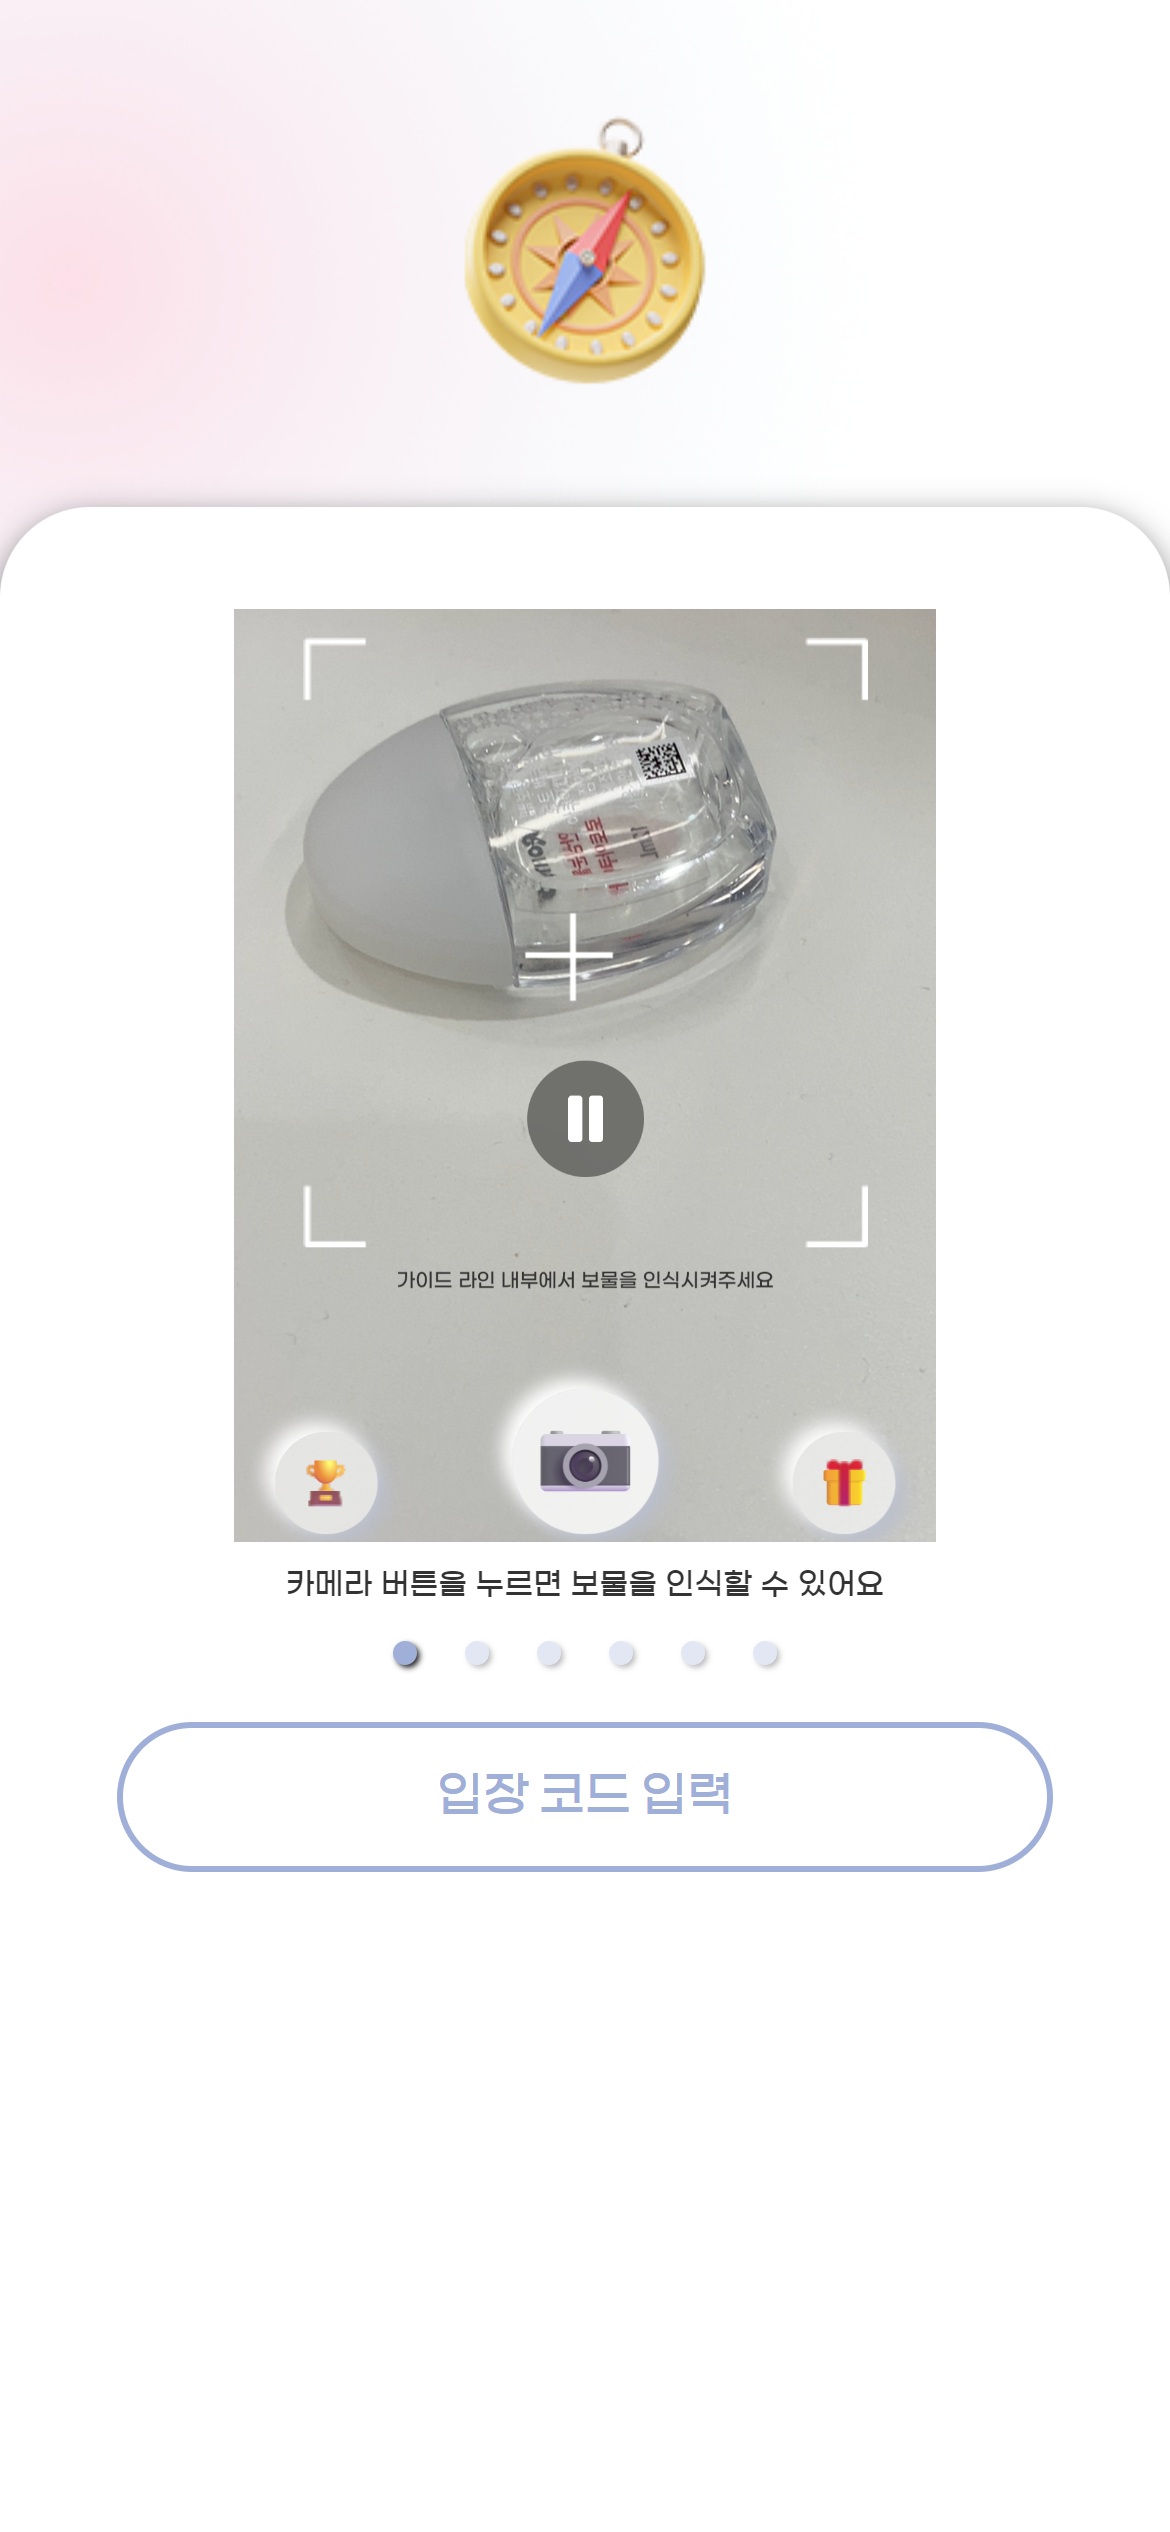 가이드 라인 내부에서 보물을 인식시켜주세요
카메라 버튼을 누르면 보물을 인식할 수 있어요
입장 코드 입력